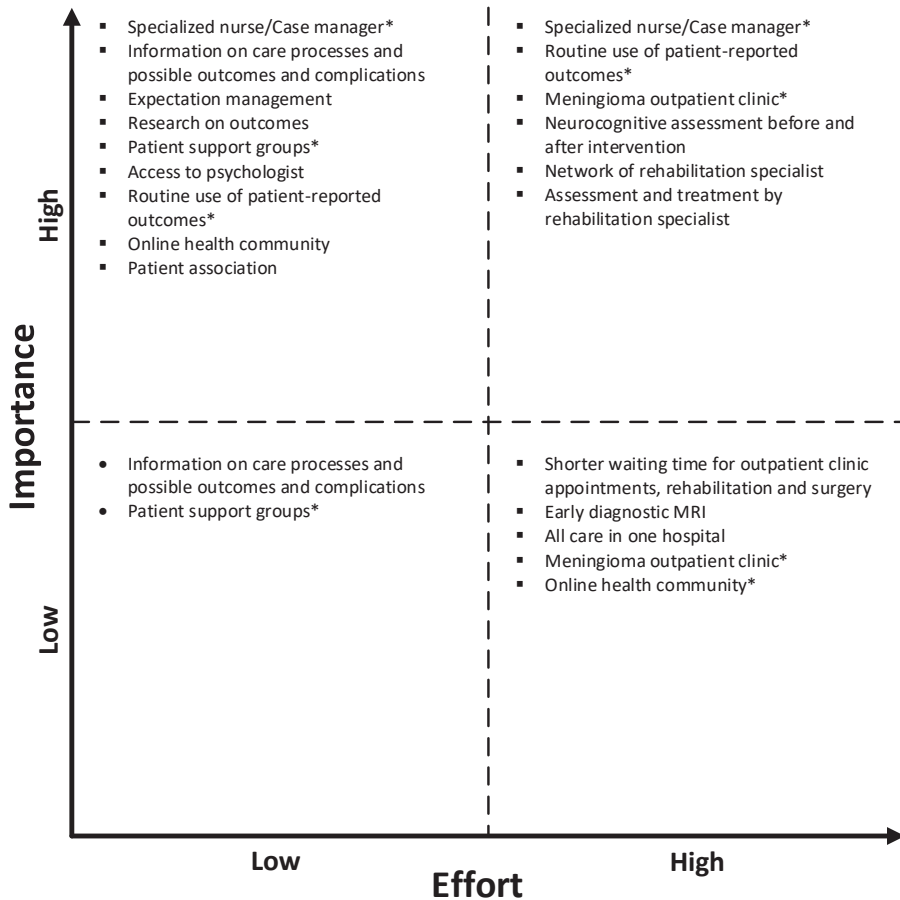 ▪ Specialized nurse/Case manager*
▪ Information on care processes and
possible outcomes and complications
▪ Expectation management
▪ Research on outcomes
▪ Patient support groups*
▪ Access to psychologist
▪ Routine use of patient-reported
outcomes*
▪ Online health community
▪ Patient association
▪ Specialized nurse/Case manager*
▪ Routine use of patient-reported
outcomes*
▪ Meningioma outpatient clinic*
▪ Neurocognitive assessment before and
after intervention
▪ Network of rehabilitation specialist
▪ Assessment and treatment by
rehabilitation specialist
High
Importance
• Information on care processes and
possible outcomes and complications
• Patient support groups*
▪ Shorter waiting time for outpatient clinic
appointments, rehabilitation and surgery
▪ Early diagnostic MRI
▪ All care in one hospital
▪ Meningioma outpatient clinic*
▪ Online health community*
Low
Low
High
Effort